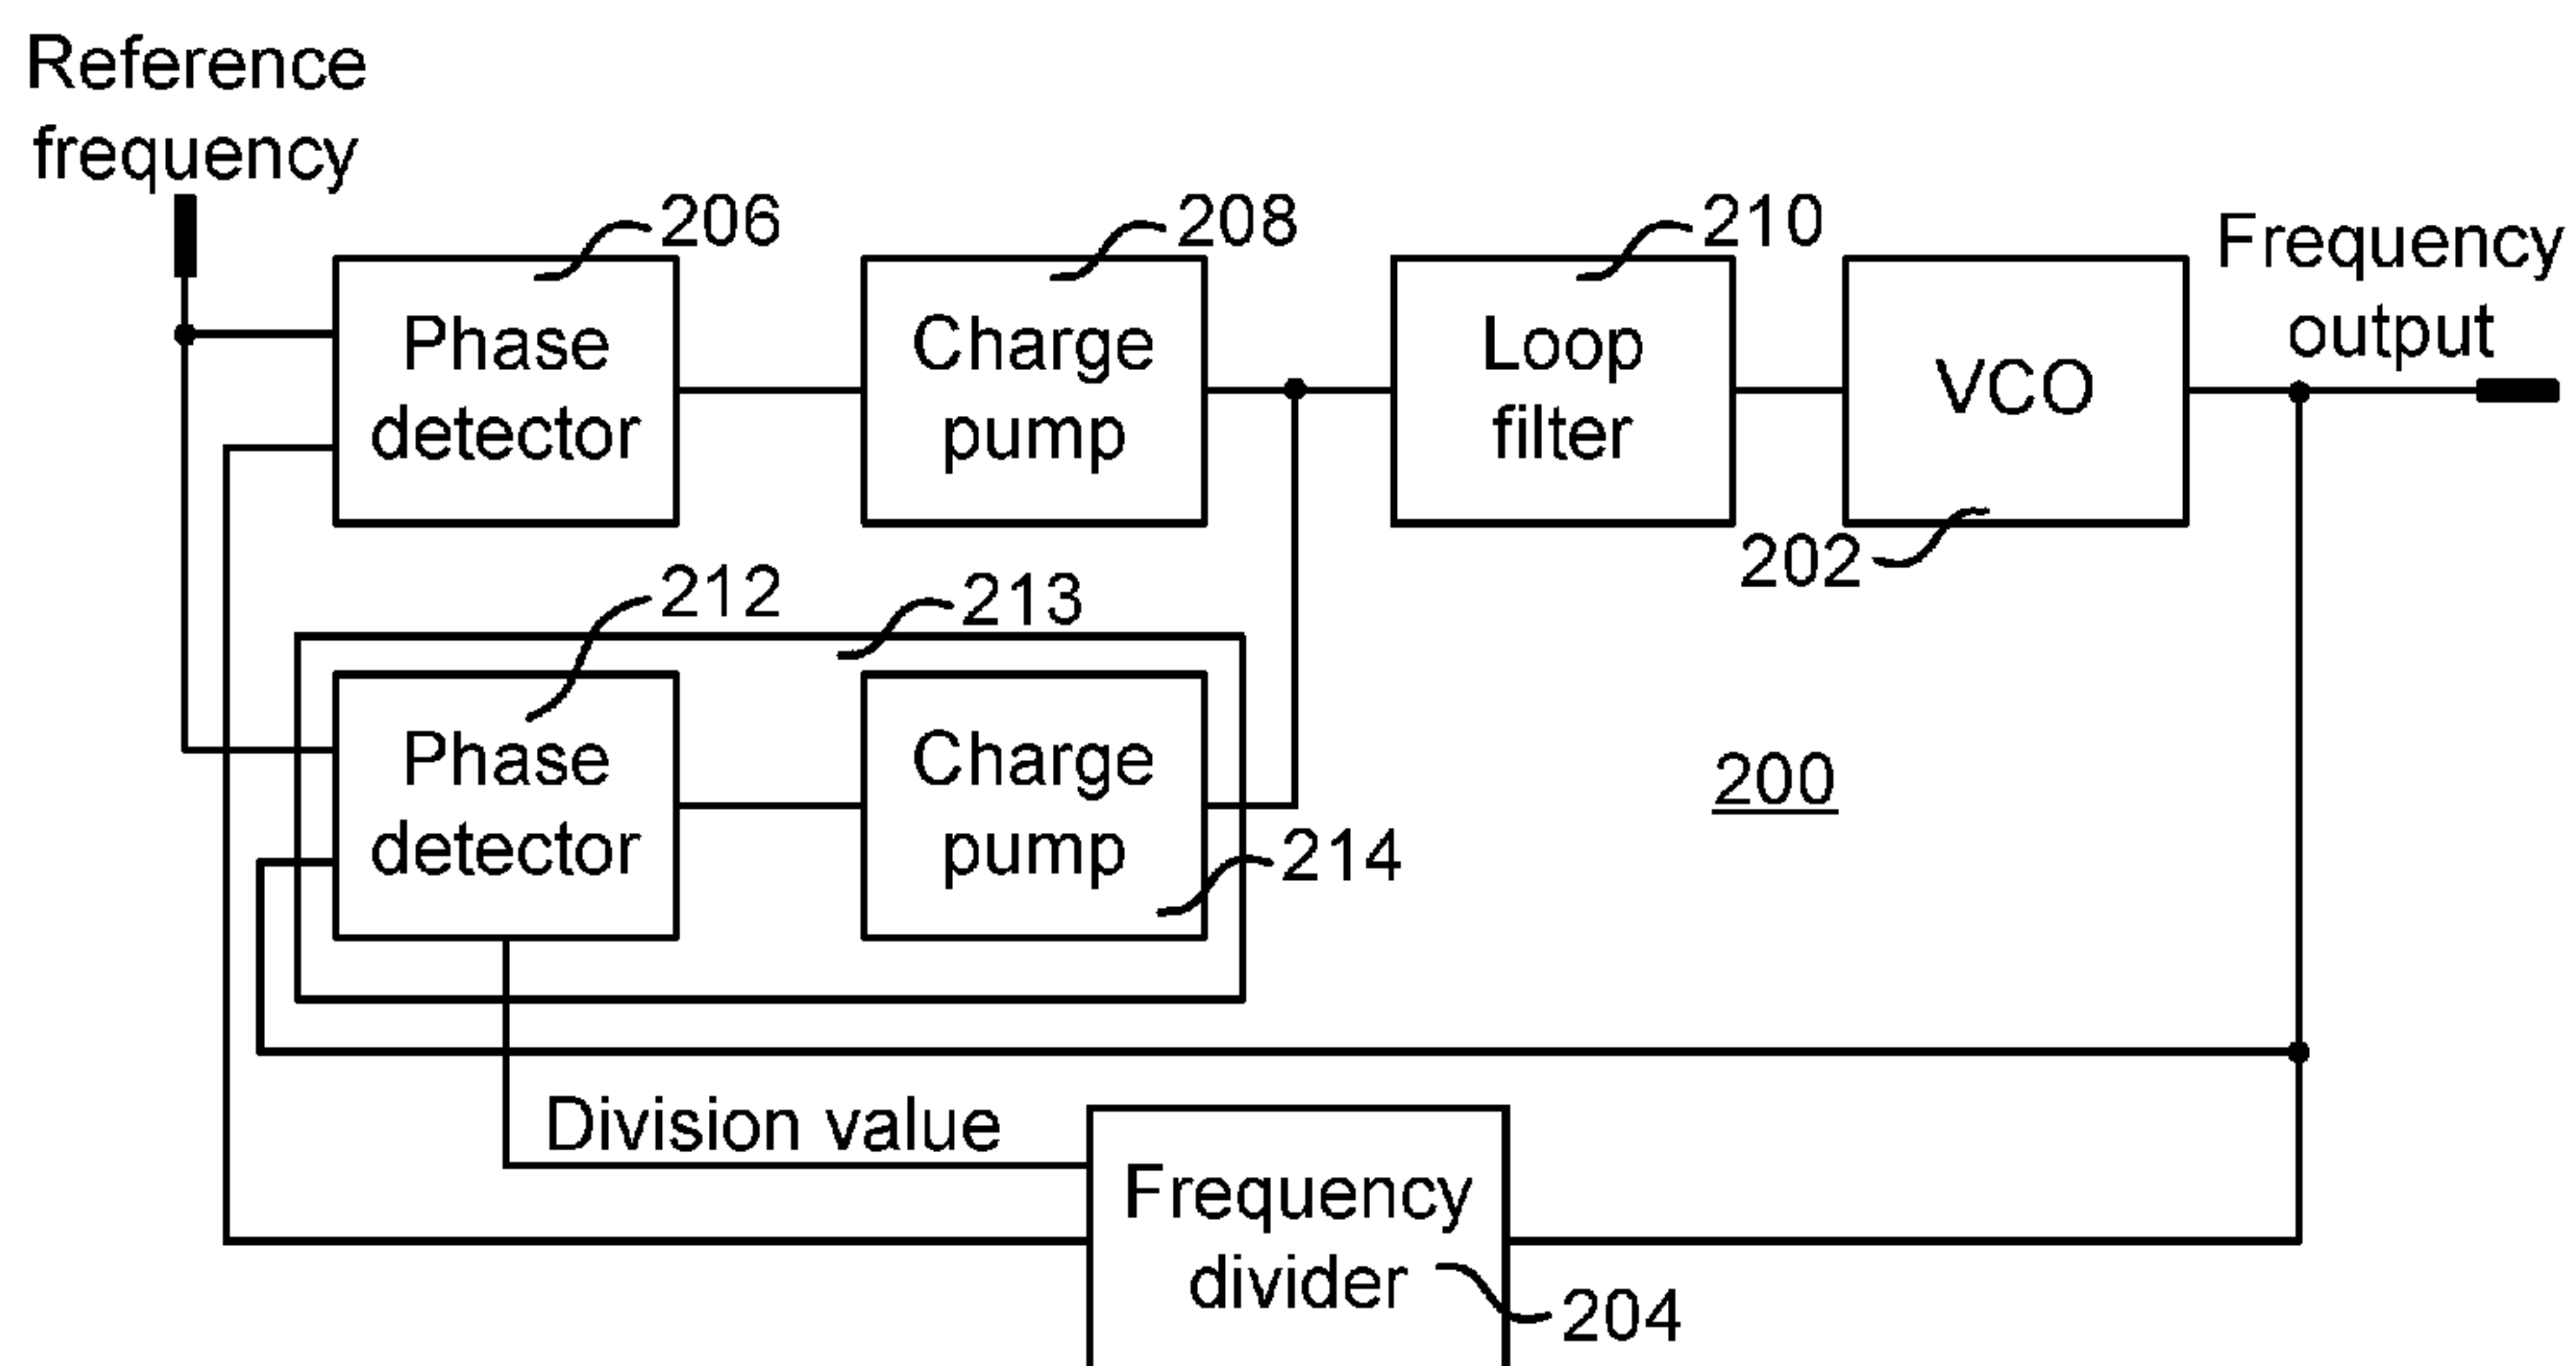 Reference
frequency
206
208
210
Frequency
output
Phase
detector
Charge
pump
Loop
filter
VCO
202
212
213
Phase
detector
Charge
pump
200
214
Division value
Frequency
divider
204